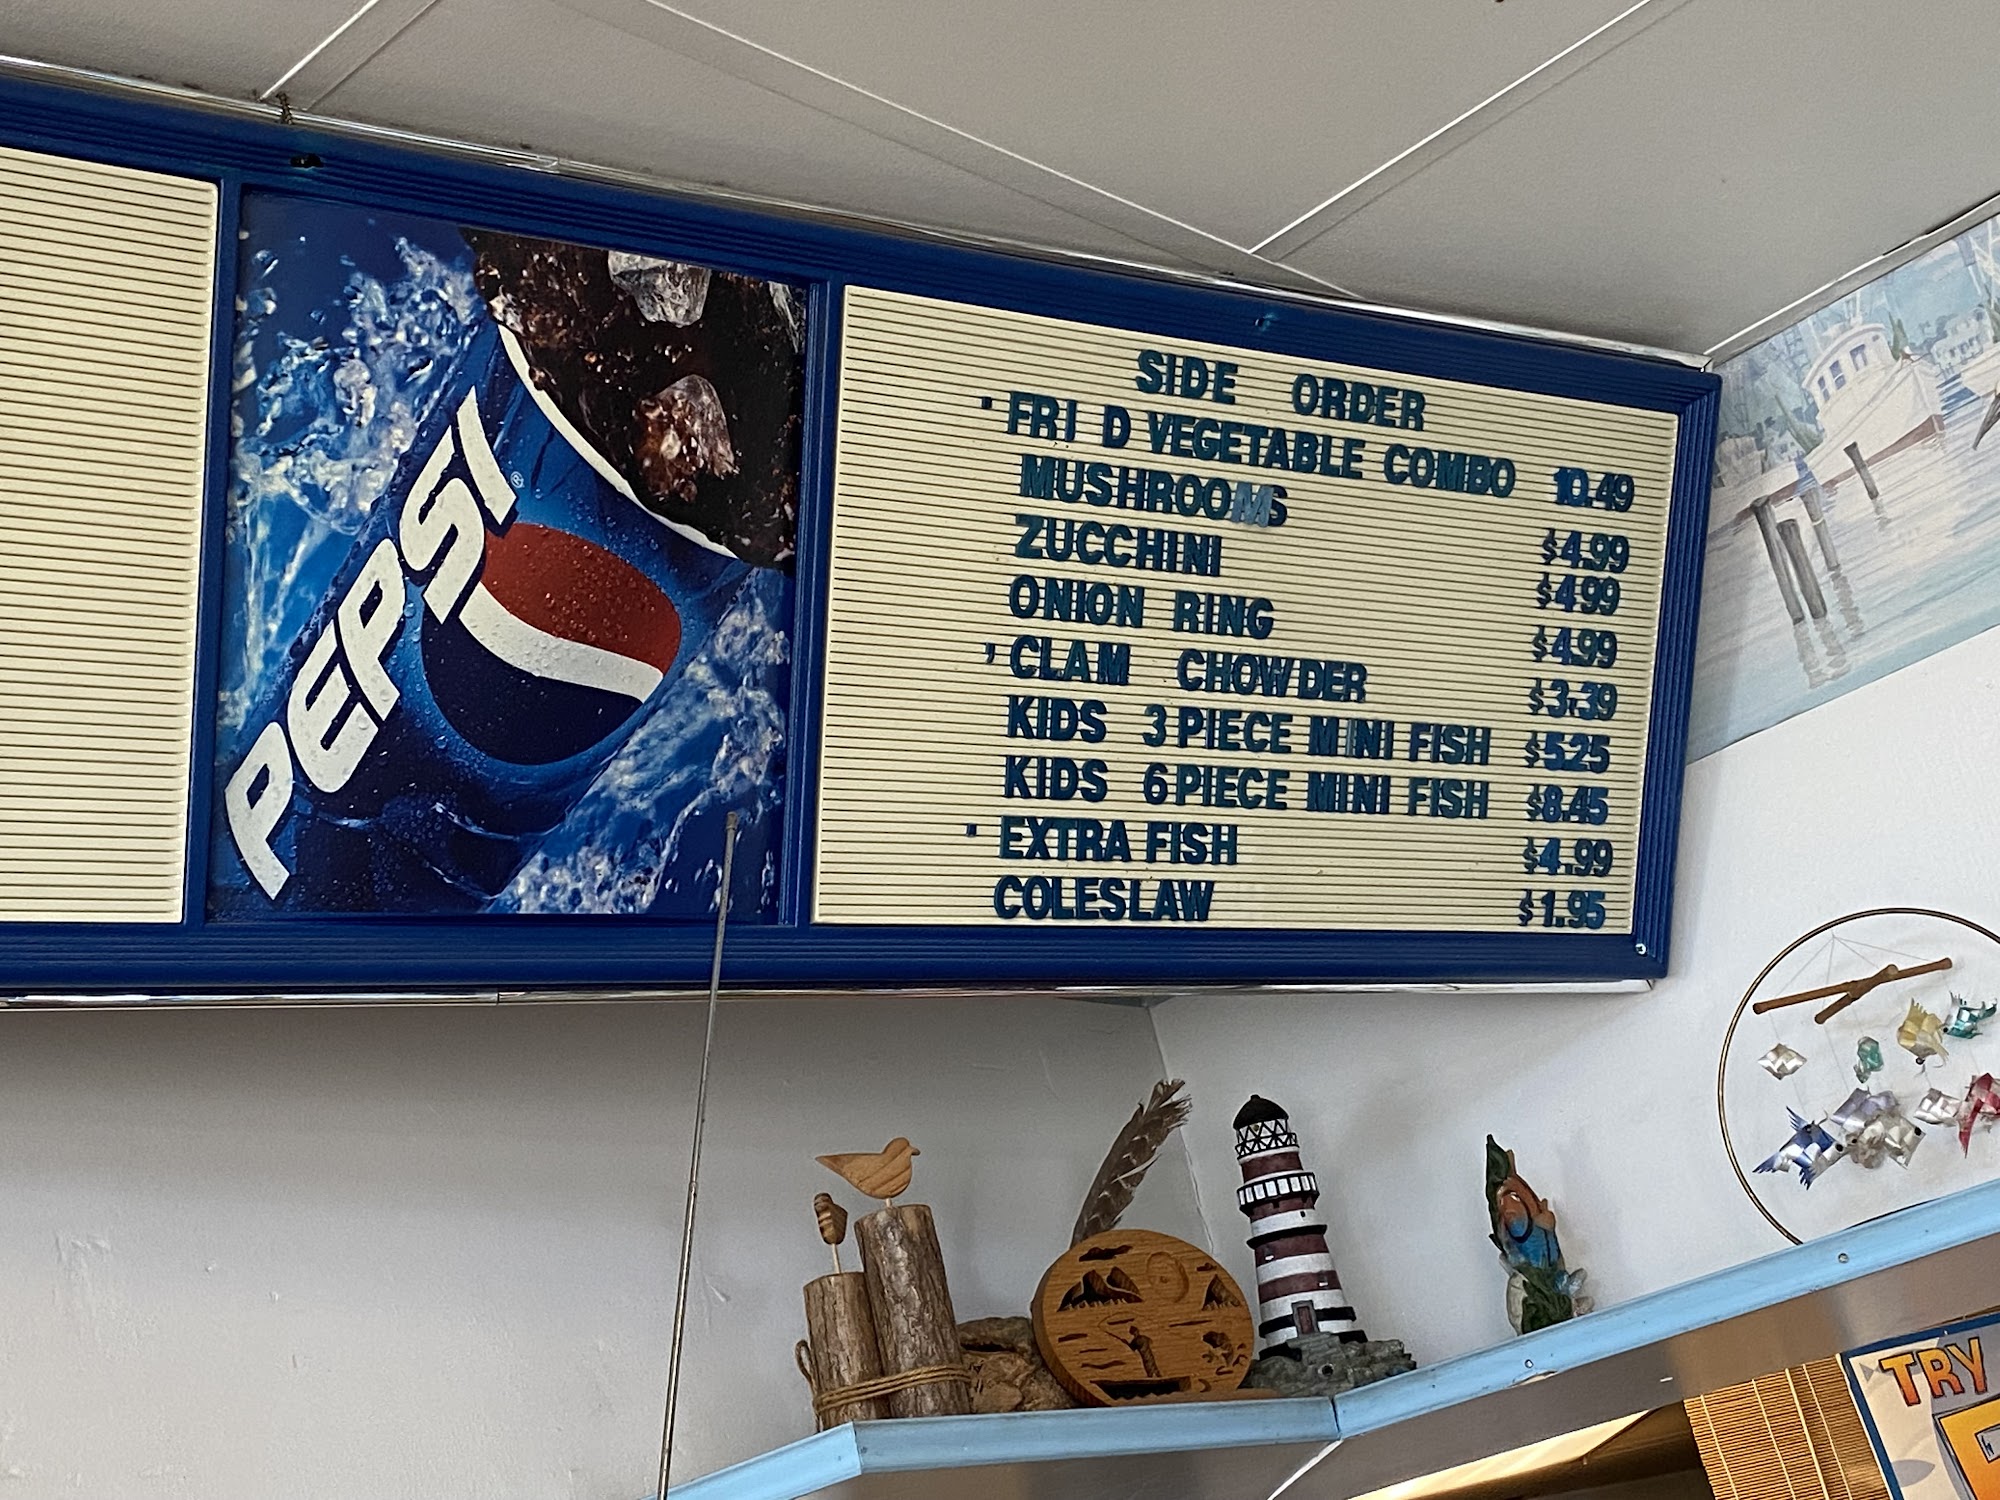 PEPSI®
SIDE ORDER
· FRI D VEGETABLE COMBO 10.49
MUSHROOMS $4.99
ZUCCHINI $4.99
ONION RING $4.99
, CLAM CHOWDER $3.39
KIDS 3 PIECE MINI FISH $5.25
KIDS 6 PIECE MINI FISH $8.45
· EXTRA FISH $4.99
COLESLAW $1.95
TRY